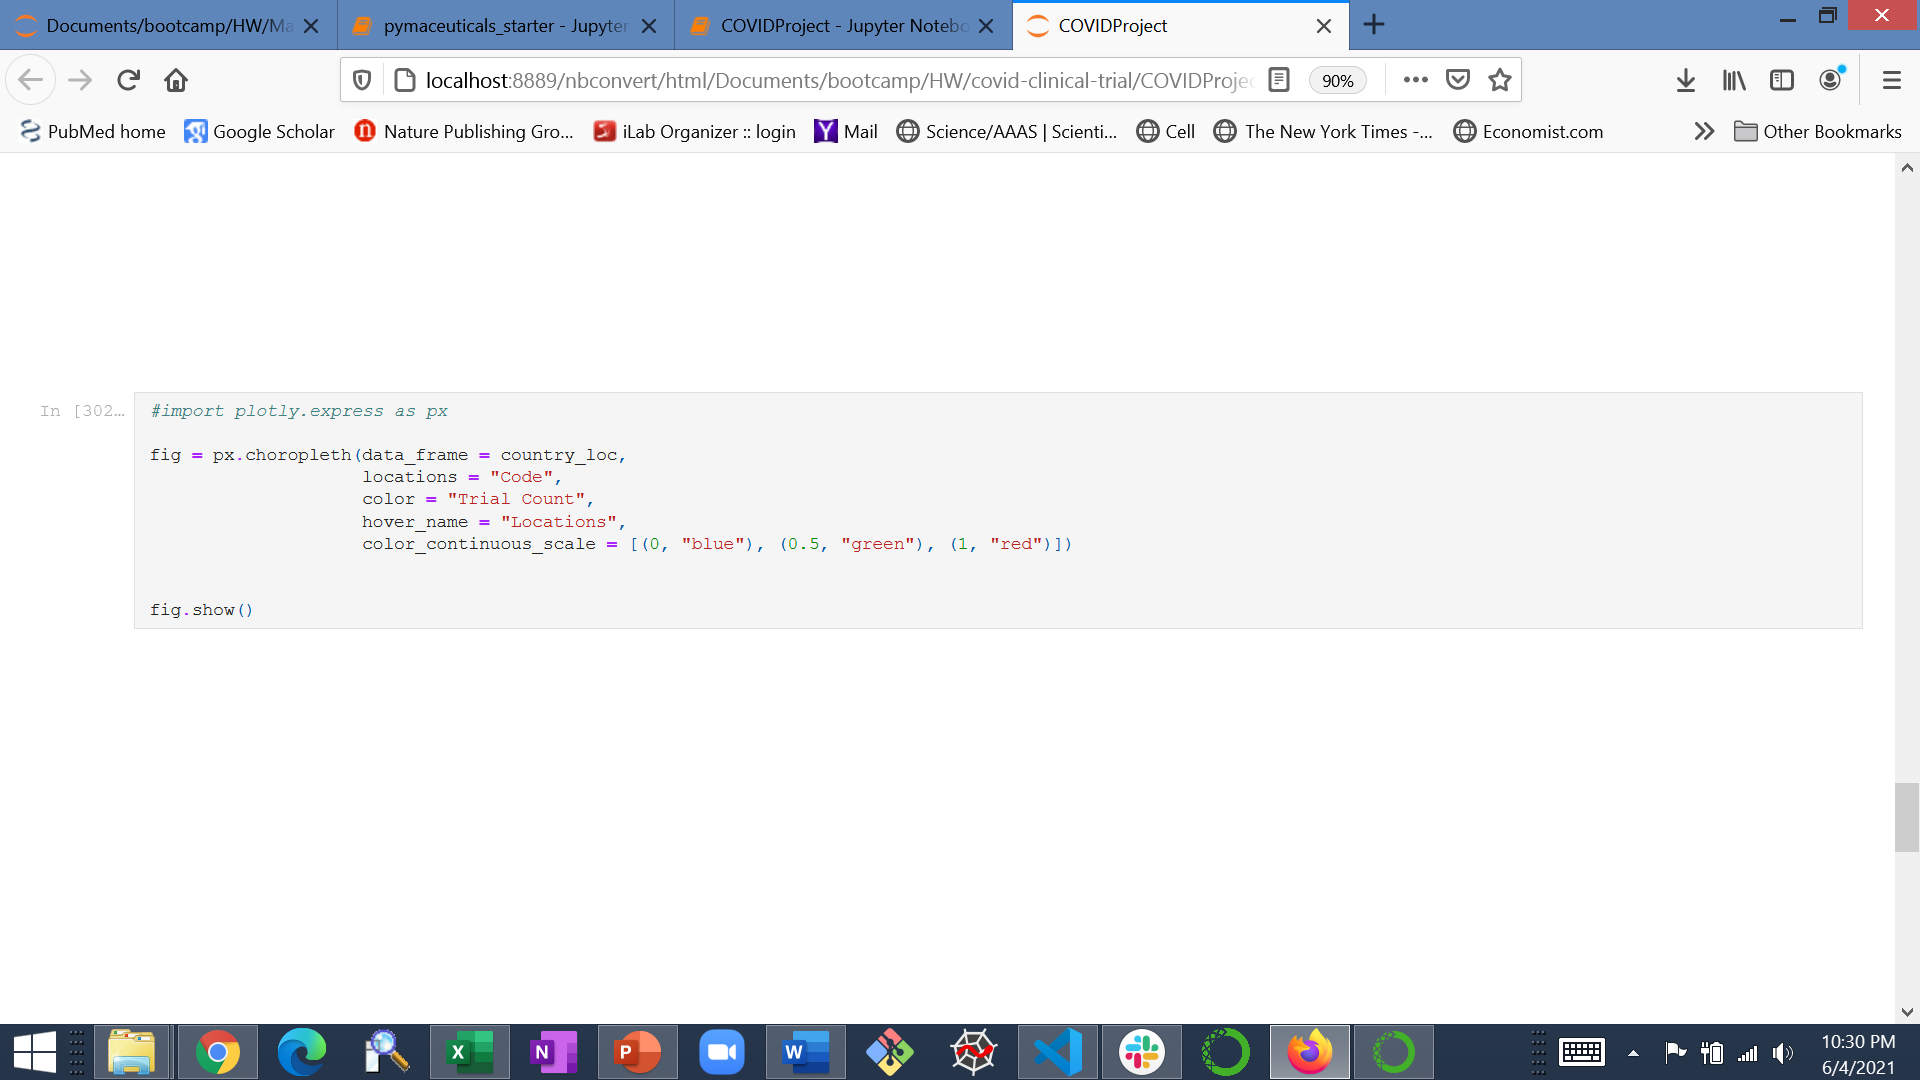 Documents/bootcamp/HW/Ma
pymaceuticals_starter - Jupyter
COVIDProject - Jupyter Notebo
COVIDProject
localhost:8889/nbconvert/html/Documents/bootcamp/HW/covid-clinical-trial/COVIDProjec
90%
PubMed home
Google Scholar
Nature Publishing Gro...
iLab Organizer :: login
Mail
Science/AAAS | Scienti...
Cell
The New York Times -...
Economist.com
Other Bookmarks
In [302…
#import plotly.express as px
fig = px.choropleth(data_frame = country_loc,
locations = "Code",
color = "Trial Count",
hover_name = "Locations",
color_continuous_scale = [(0, "blue"), (0.5, "green"), (1, "red")])
fig.show()
10:30 PM
6/4/2021